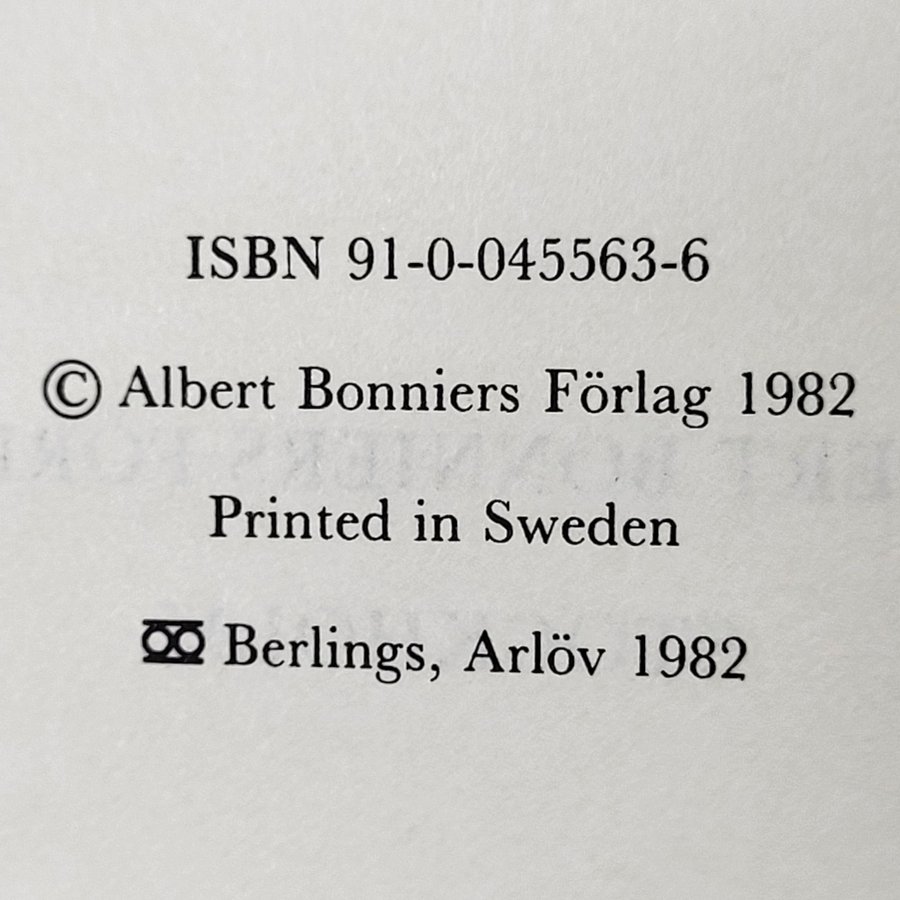 ISBN 91-0-045563-6
© Albert Bonniers Förlag 1982
Printed in Sweden
Berlings, Arlöv 1982